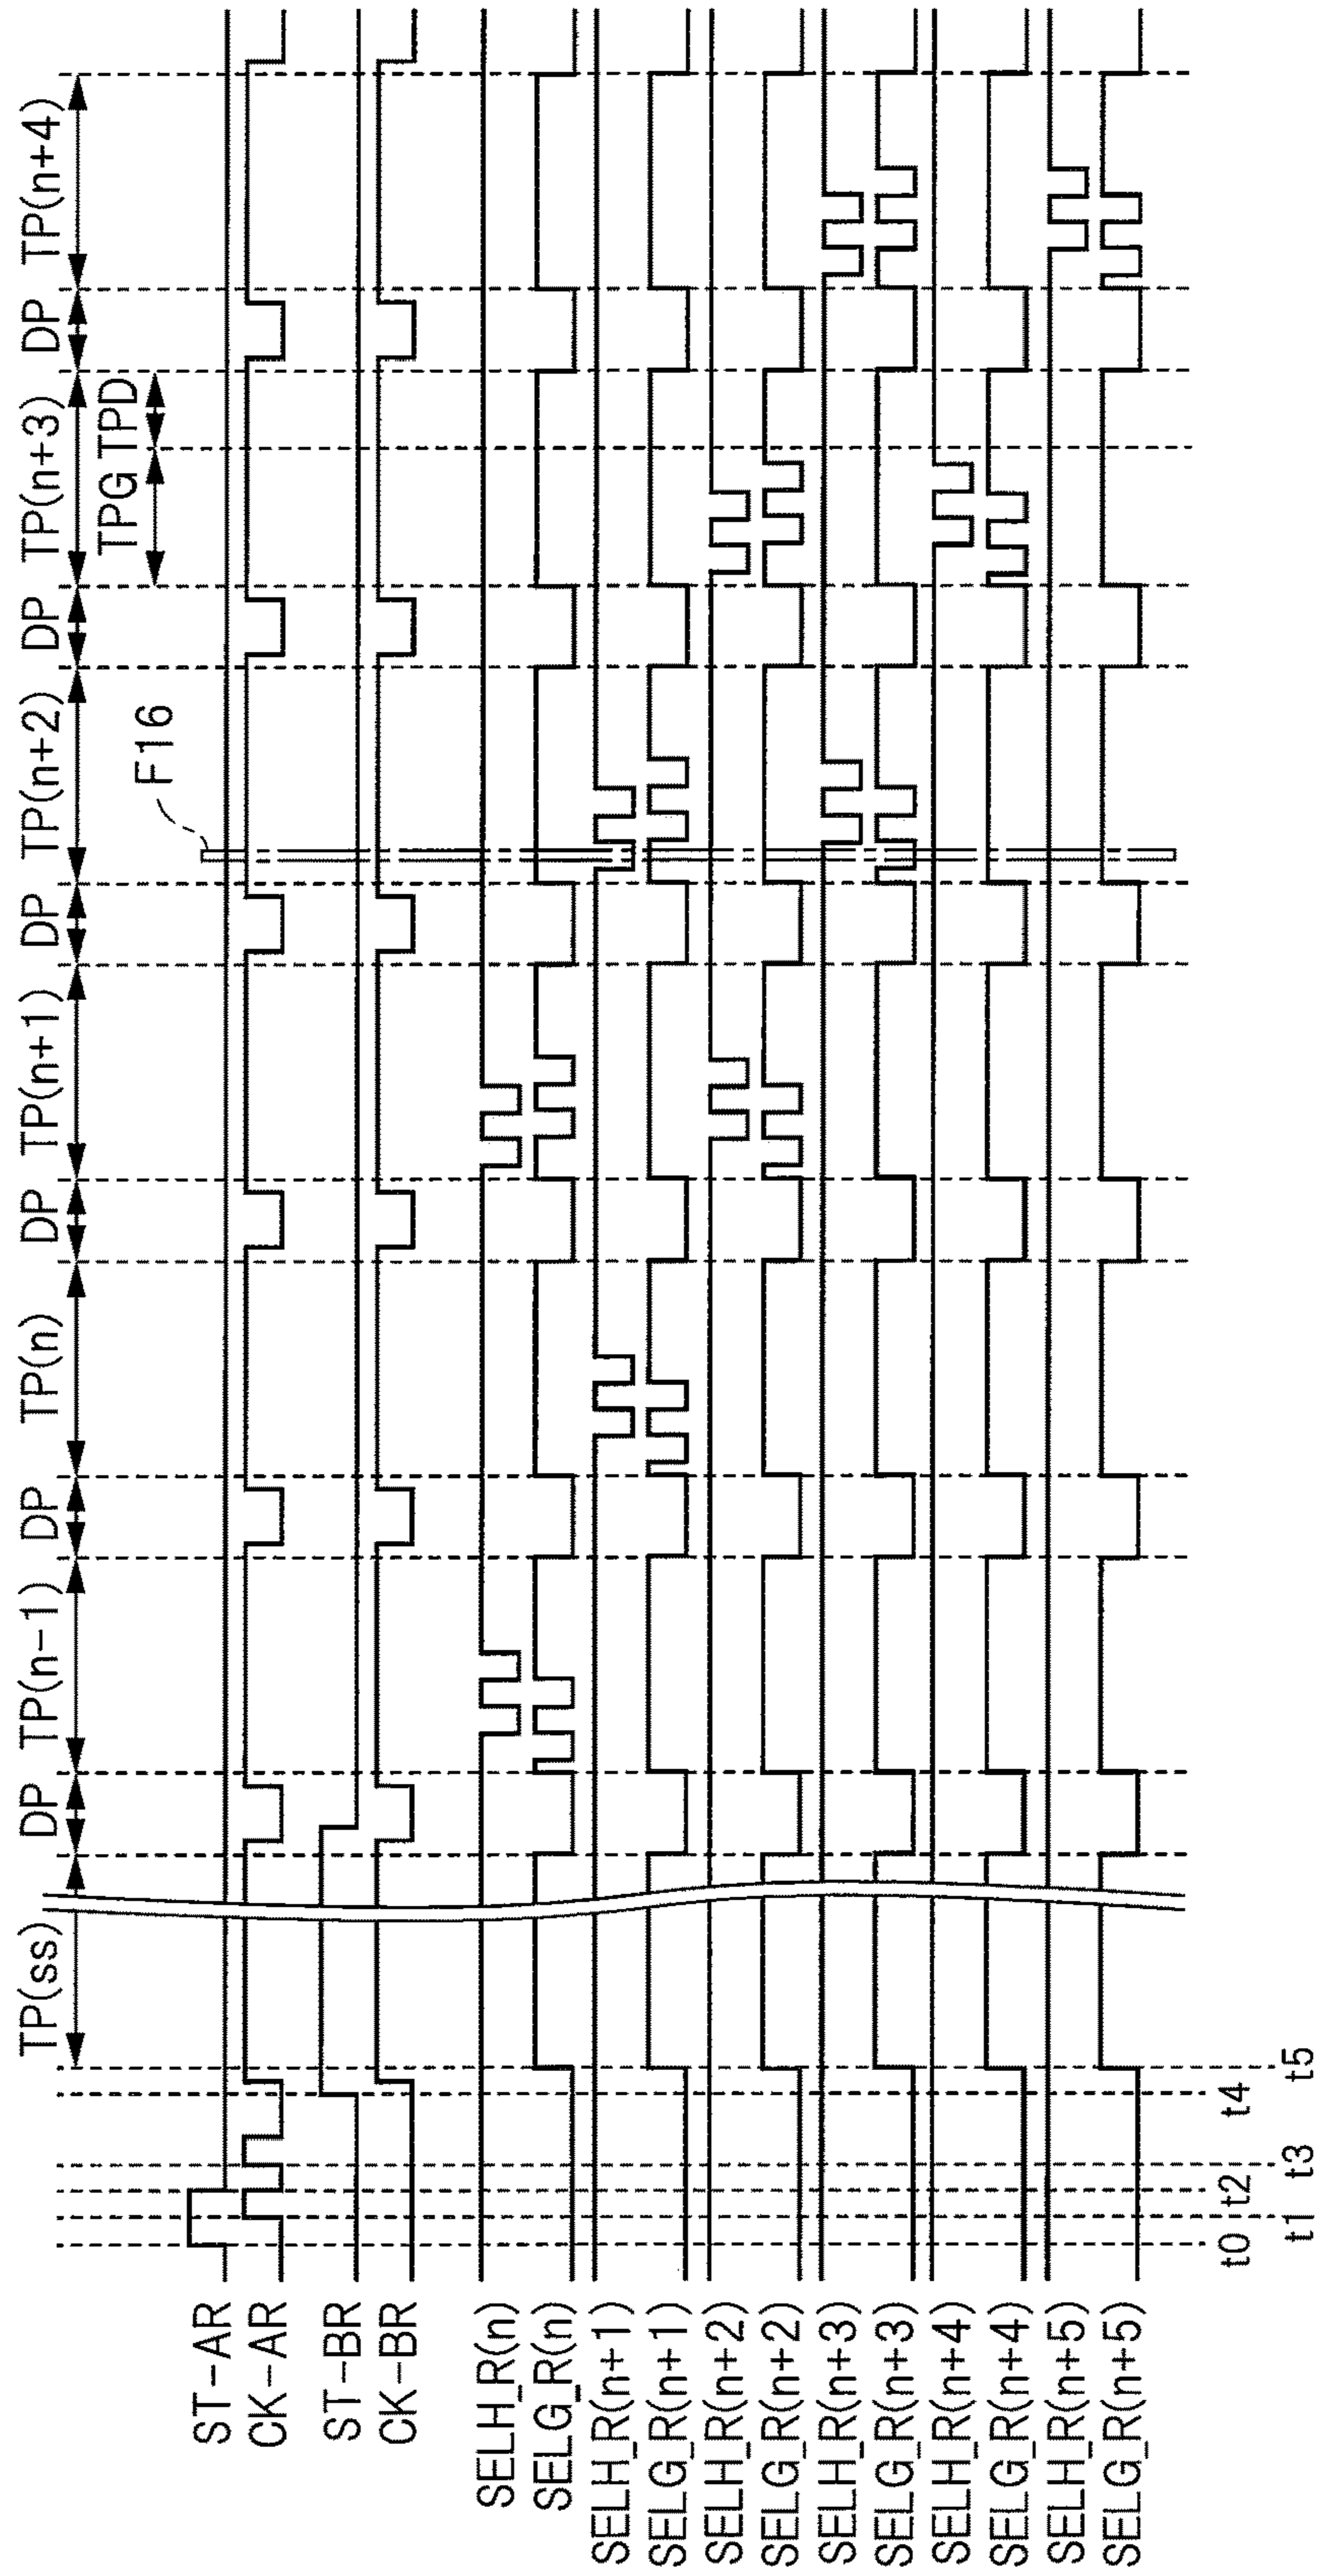 TP(ss) DP TP(n-1) DP TP(n) DP TP(n+1) DP TP(n+2) DP TP(n+3) DP TP(n+4)
TPG TPD
F16
ST-AR
CK-AR
ST-BR
CK-BR
SELH_R(n)
SELG_R(n)
SELH_R(n+1)
SELG_R(n+1)
SELH_R(n+2)
SELG_R(n+2)
SELH_R(n+3)
SELG_R(n+3)
SELH_R(n+4)
SELG_R(n+4)
SELH_R(n+5)
SELG_R(n+5)
t0 t2 t4
t1 t3 t5